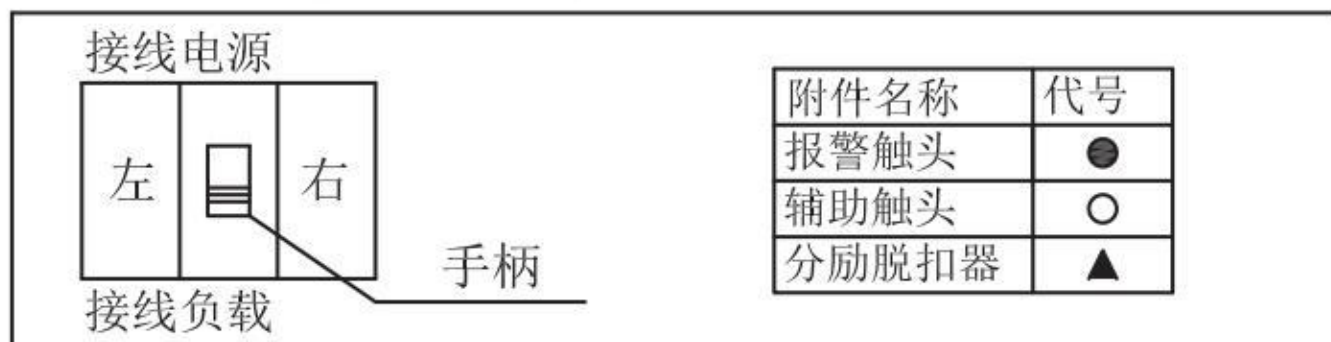 接线电源
左
右
手柄
接线负载
附件名称 代号
报警触头
辅助触头
分励脱扣器